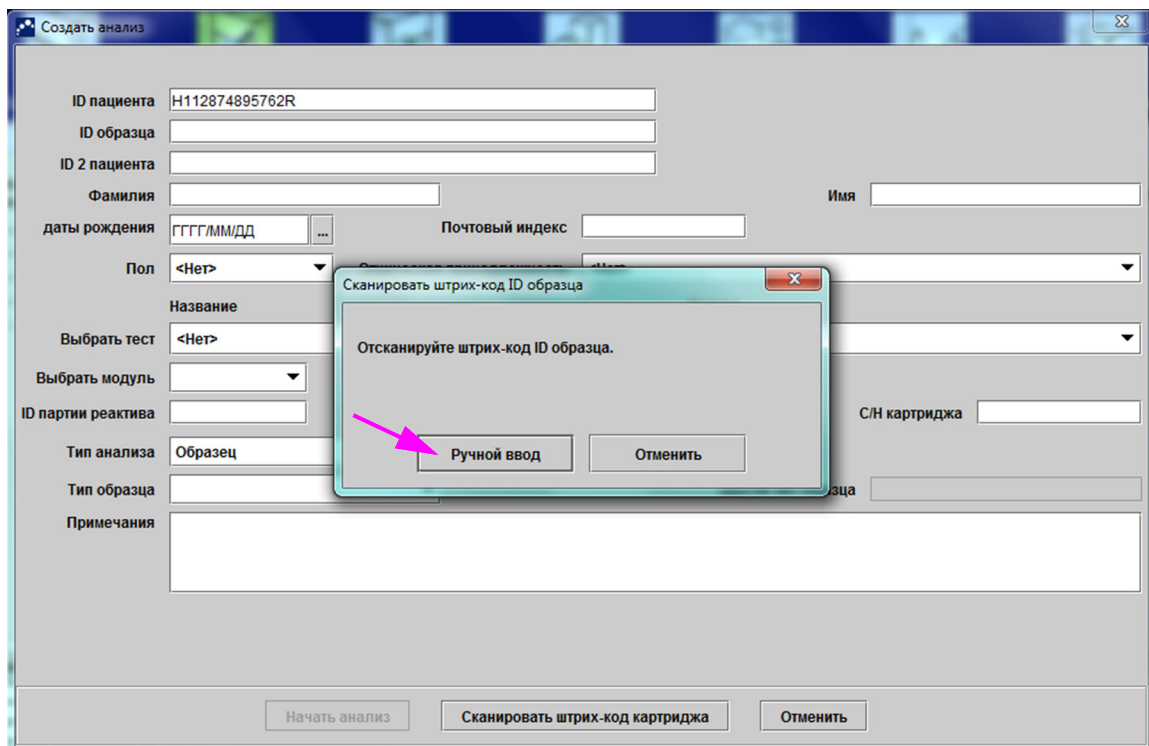 Создать анализ
ID пациента H112874895762R
ID образца
ID 2 пациента
Фамилия Имя
даты рождения ГГГГ/ММ/ДД ... Почтовый индекс
Пол <Нет>
Сканировать штрих-код ID образца
Название
Выбрать тест <Нет>
Отсканируйте штрих-код ID образца.
Выбрать модуль
ID партии реактива С/Н картриджа
Тип анализа Образец
Ручной ввод Отменить
Тип образца
Примечания
Начать анализ Сканировать штрих-код картриджа Отменить